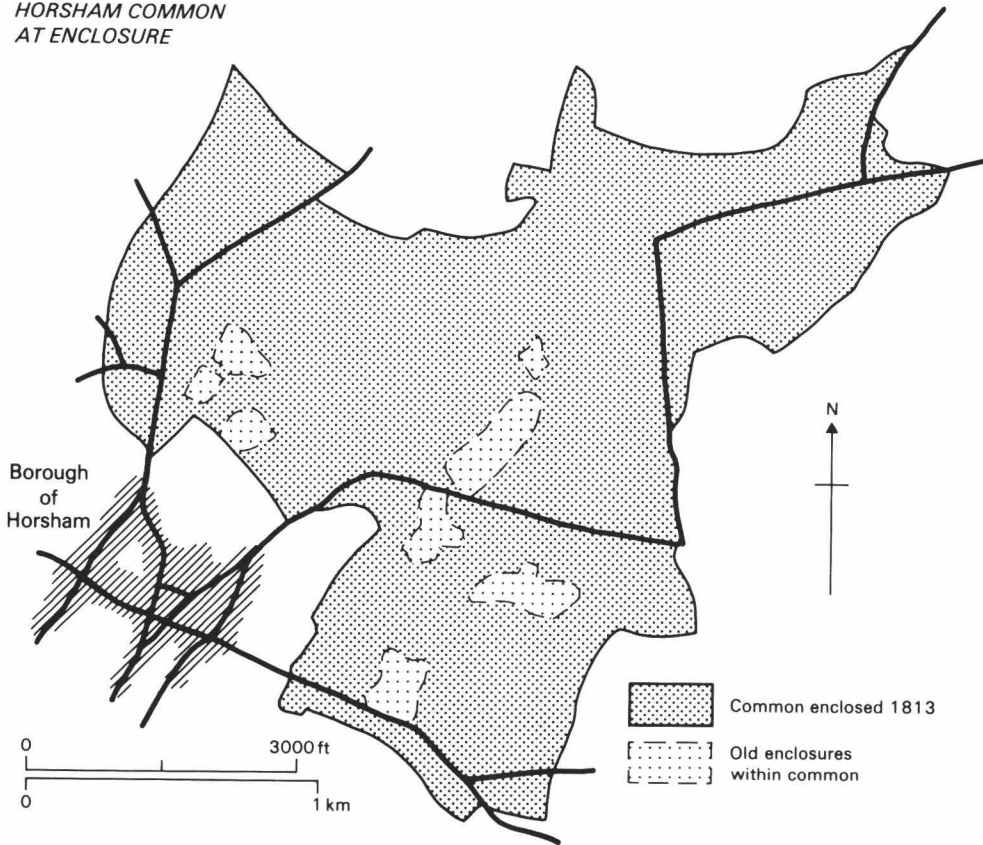 HORSHAM COMMON
AT ENCLOSURE
Borough
of
Horsham
N
Common enclosed 1813
Old enclosures
within common
0
3000 ft
0
1 km